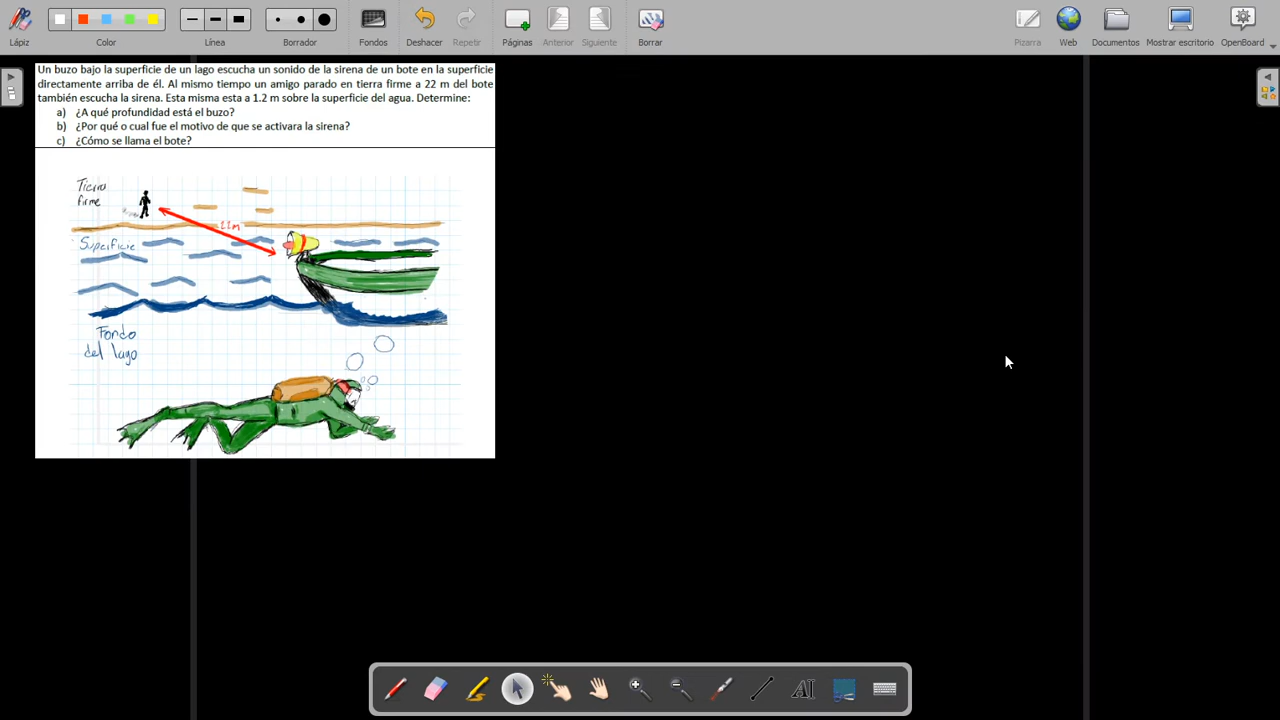 Lápiz
Color
Línea
Borrador
Fondos
Deshacer
Repetir
Páginas
Anterior
Siguiente
Borrar
Pizarra
Web
Documentos
Mostrar escritorio
OpenBoard
Un buzo bajo la superficie de un lago escucha un sonido de la sirena de un bote en la superficie
directamente arriba de él. Al mismo tiempo un amigo parado en tierra firme a 22 m del bote
también escucha la sirena. Esta misma esta a 1.2 m sobre la superficie del agua. Determine:
a) ¿A qué profundidad está el buzo?
b) ¿Por qué o cual fue el motivo de que se activara la sirena?
c) ¿Cómo se llama el bote?
Tierra
firme
22m
Superficie
Fondo
del lago
AI